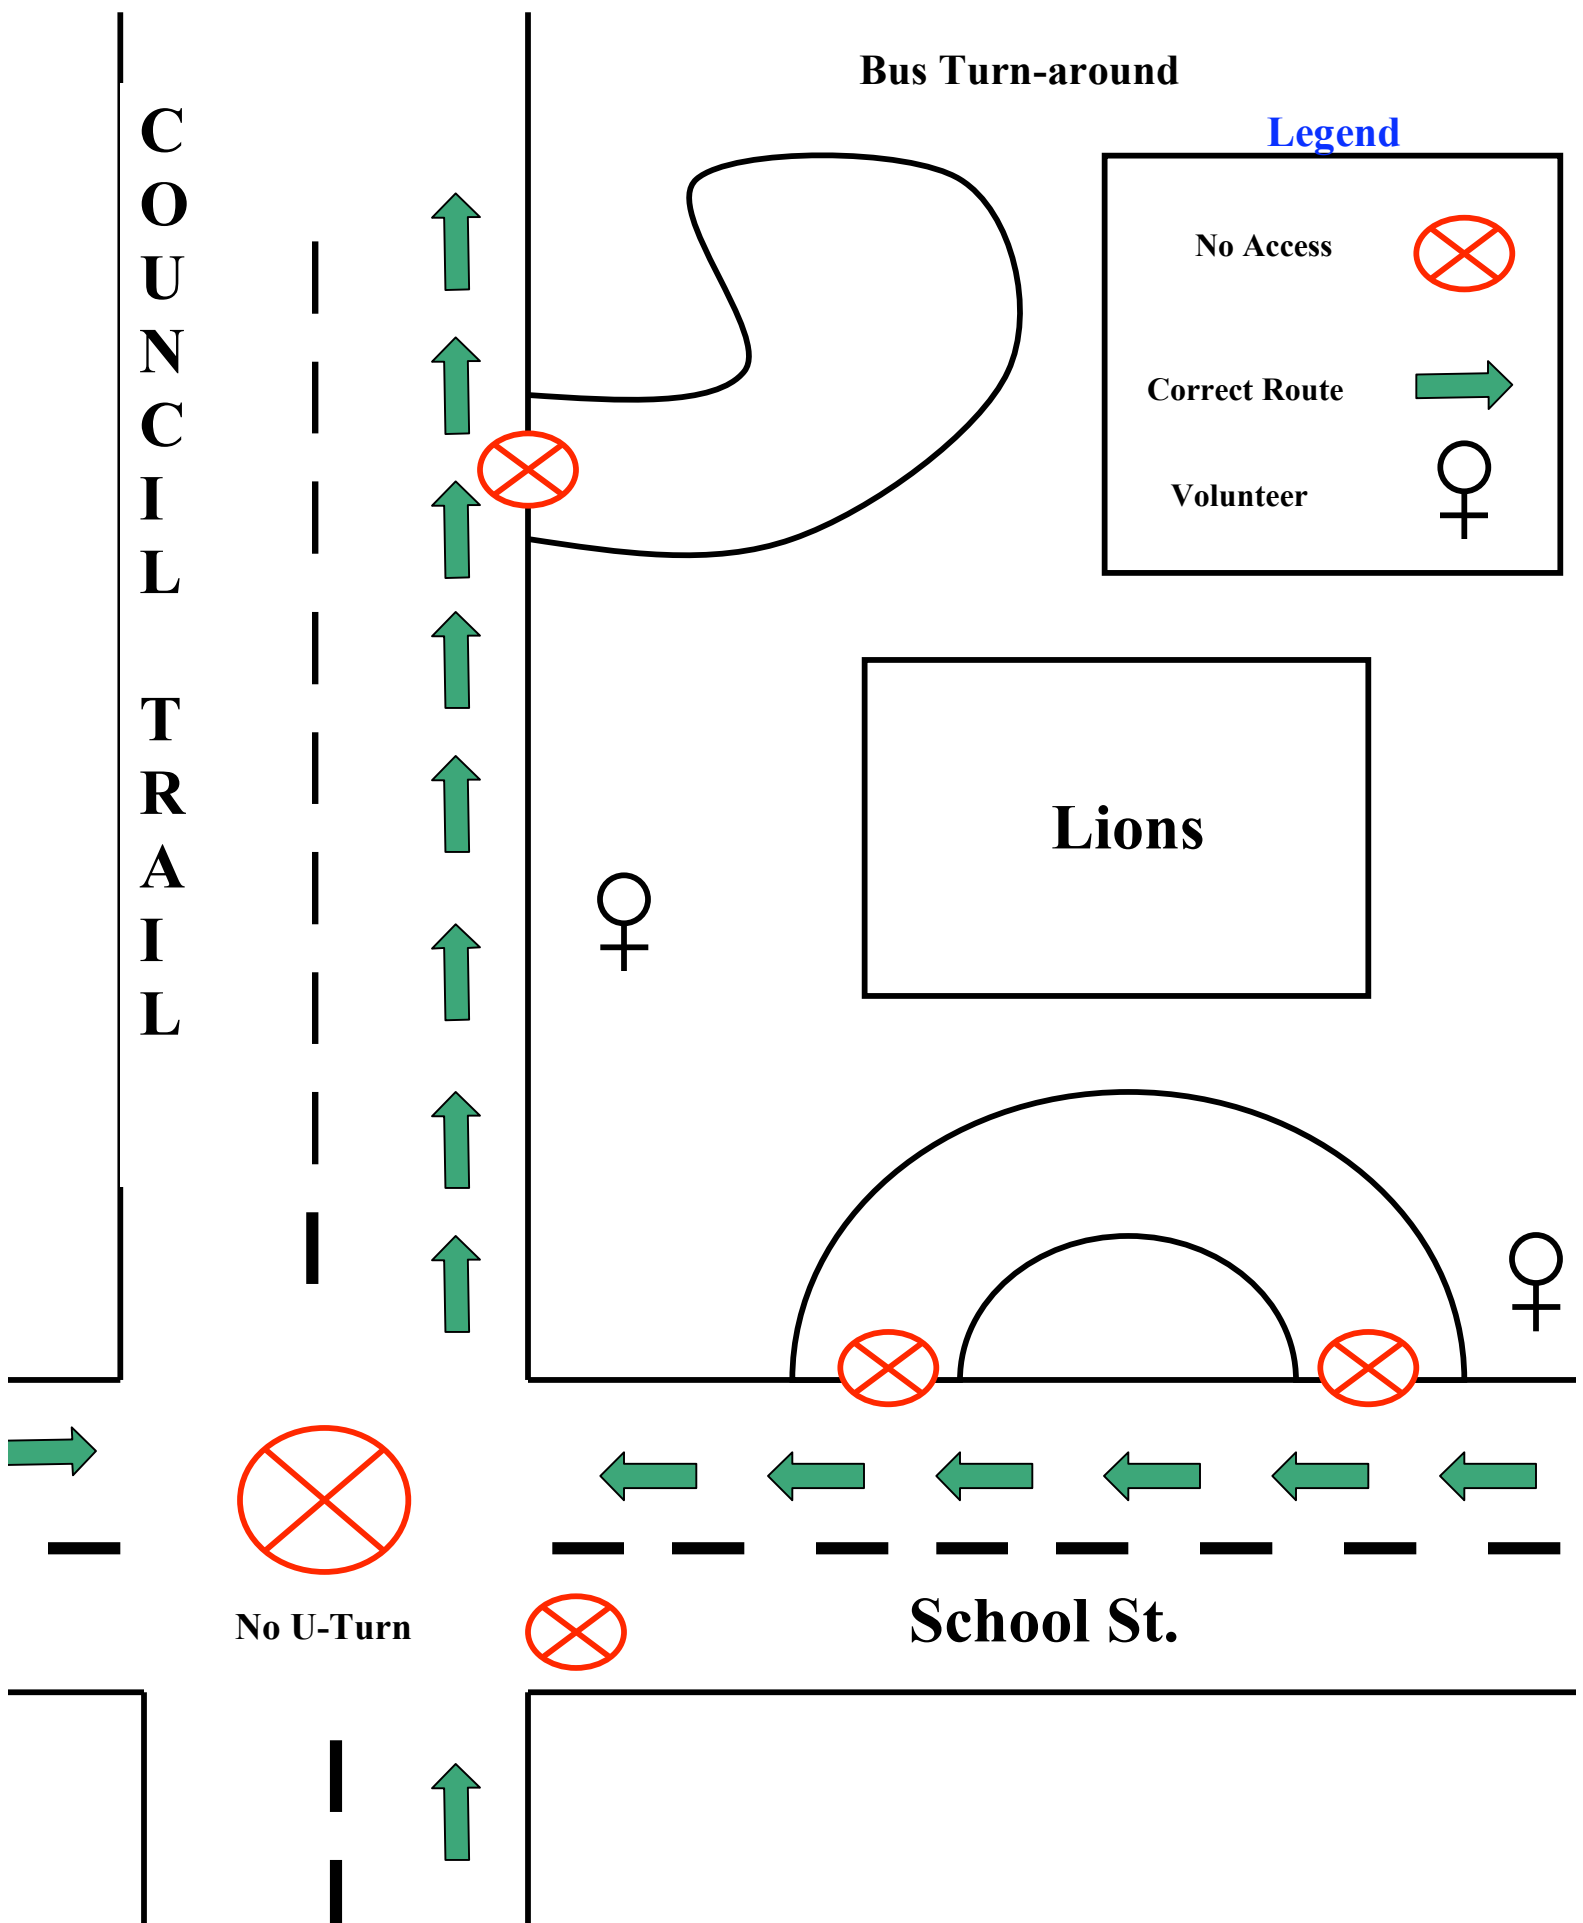 Bus Turn-around
Legend
No Access
Correct Route
Volunteer
COUNCIL TRAIL
Lions
No U-Turn
School St.